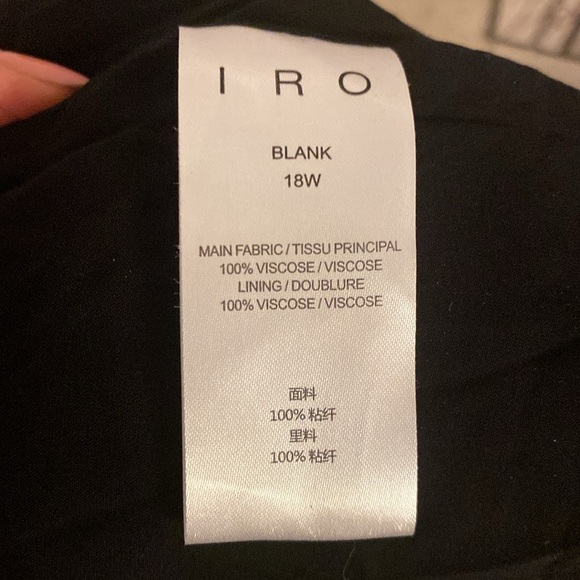 IRO
BLANK
18W
MAIN FABRIC / TISSU PRINCIPAL
100% VISCOSE / VISCOSE
LINING / DOUBLURE
100% VISCOSE / VISCOSE
面料
100% 粘纤
里料
100% 粘纤